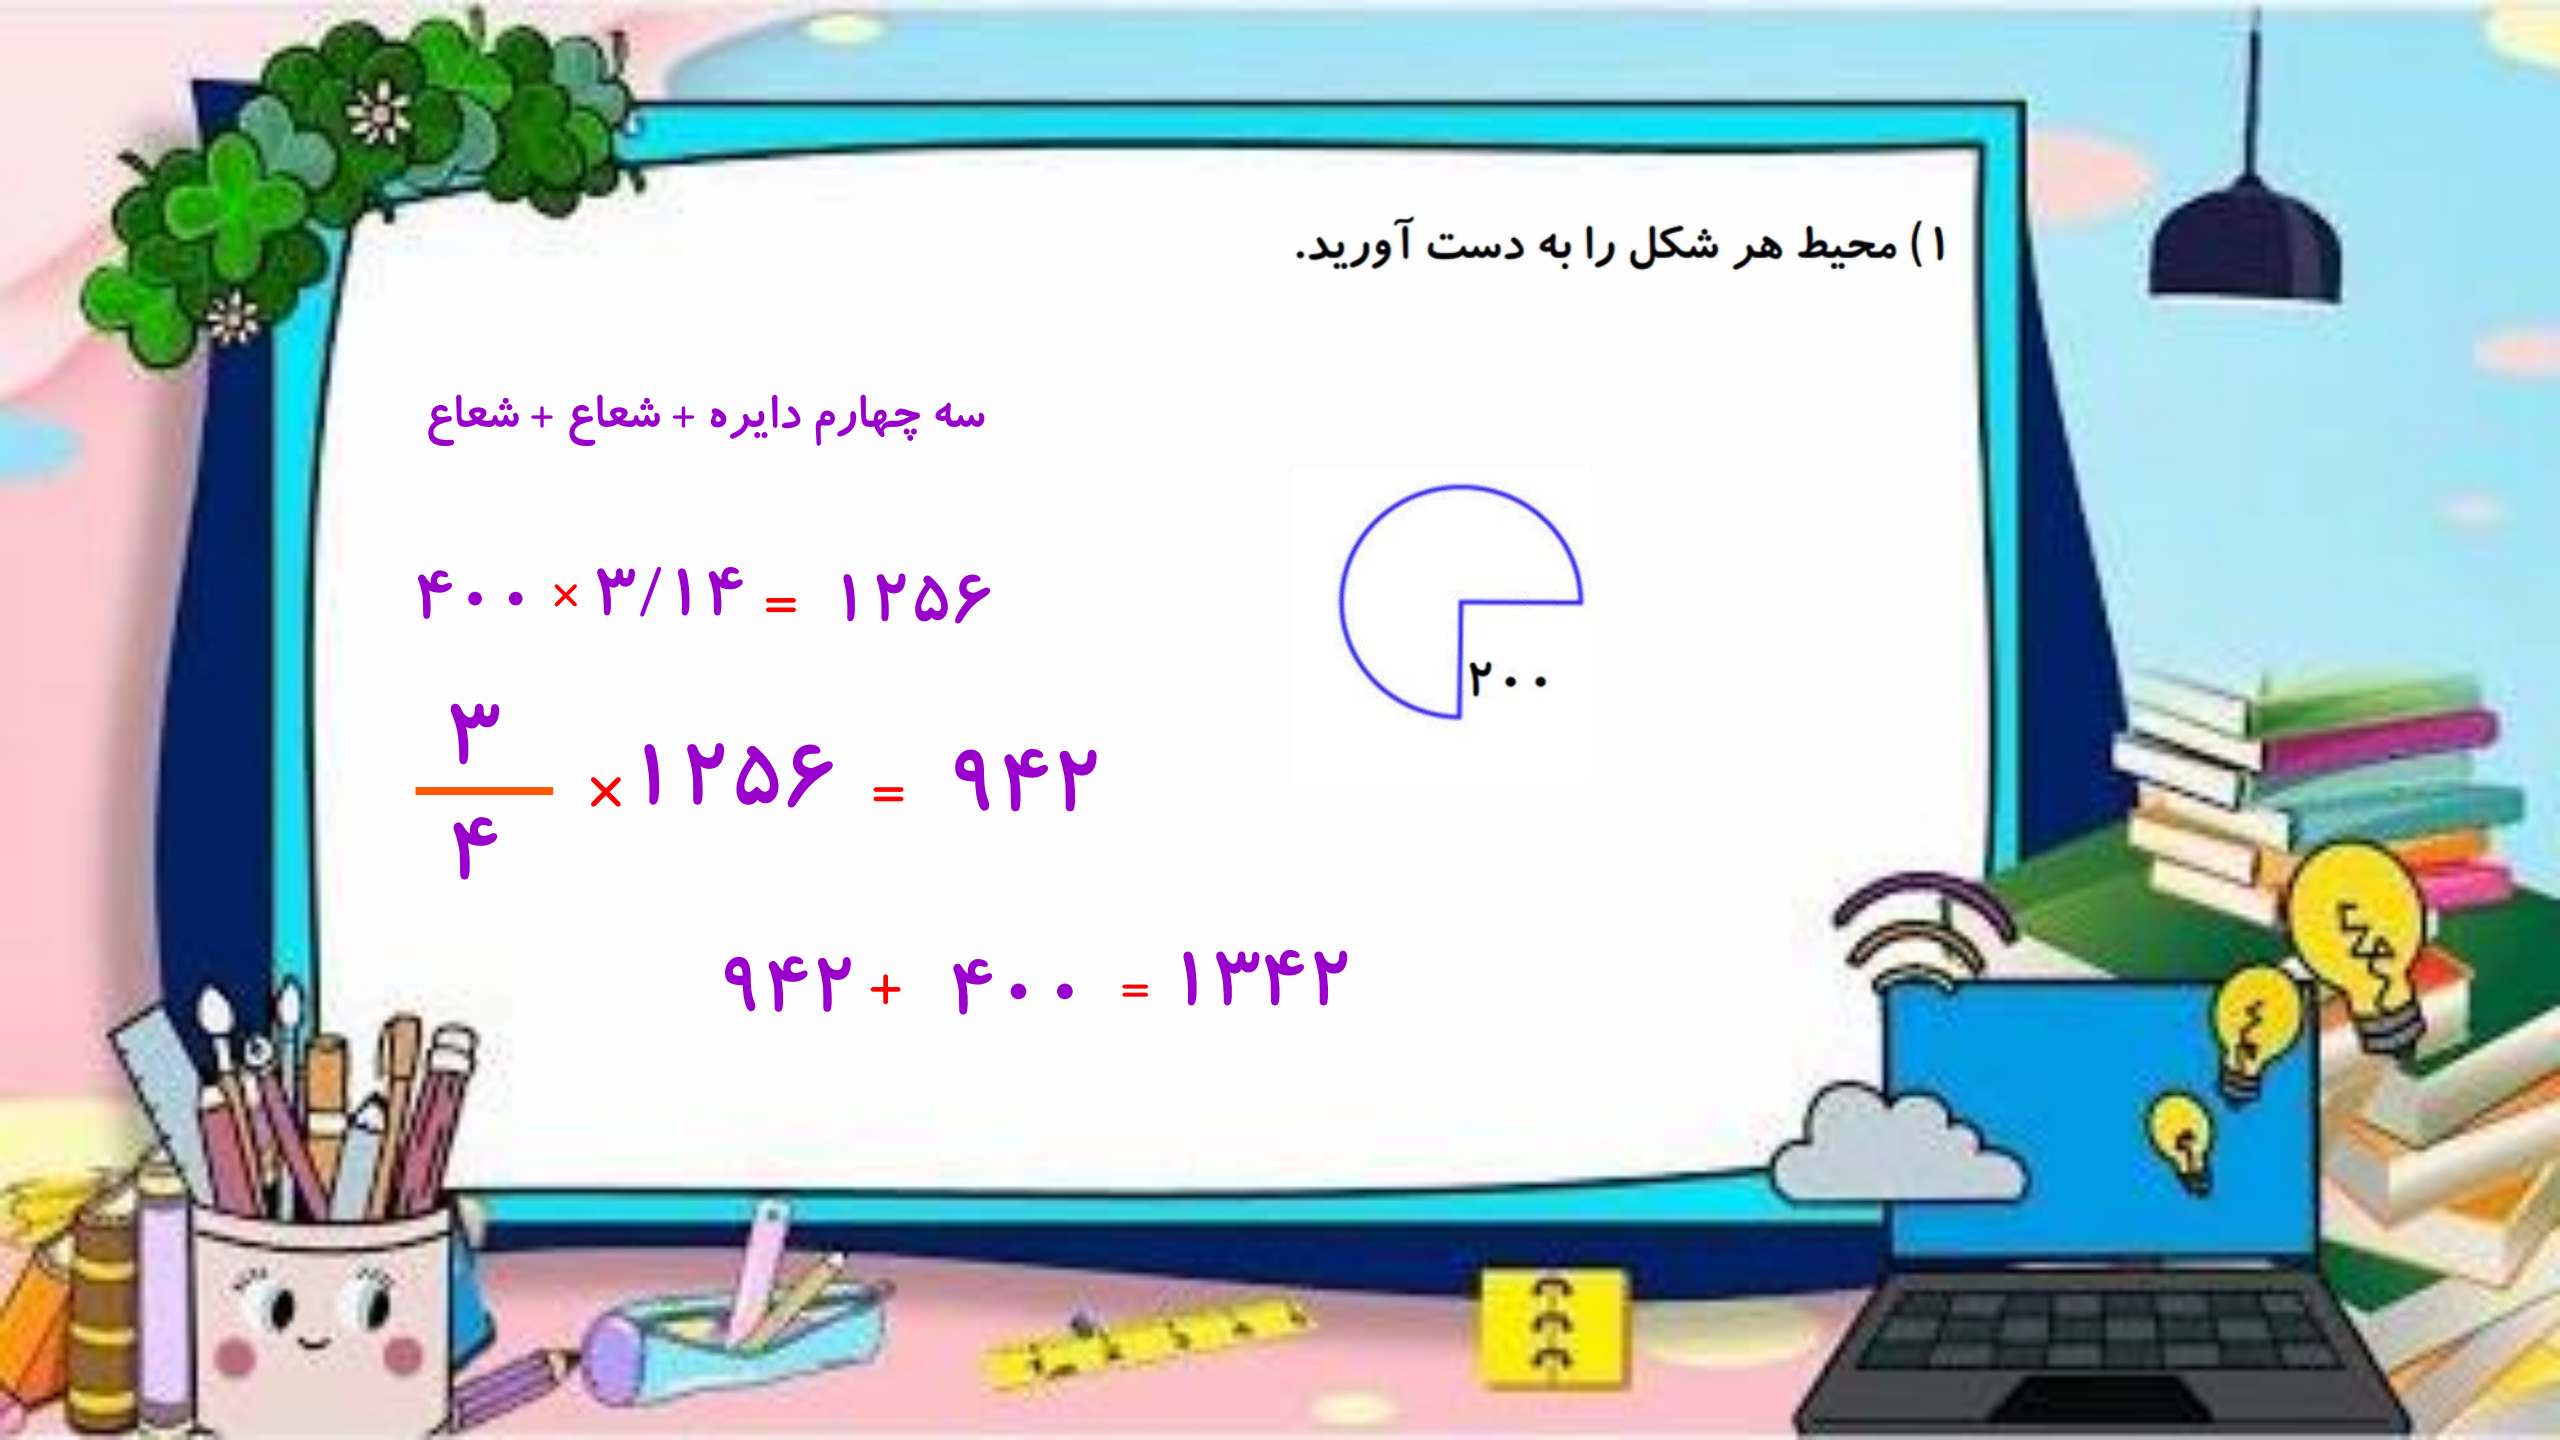 ۱) محیط هر شکل را به دست آورید.
سه چهارم دایره + شعاع + شعاع
۴۰۰ × ۳/۱۴ = ۱۲۵۶
۲۰۰
۳
۴
× ۱۲۵۶ = ۹۴۲
۹۴۲ + ۴۰۰ = ۱۳۴۲